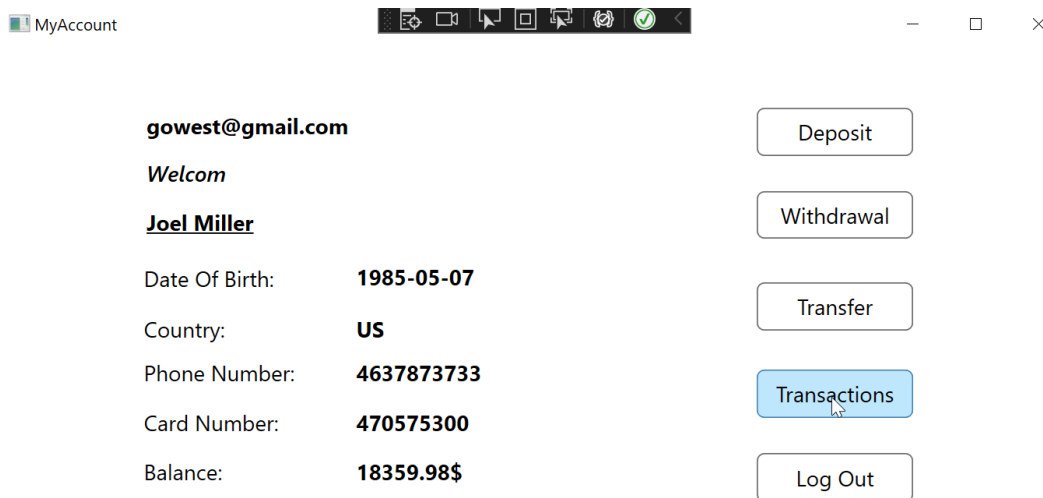 MyAccount
gowest@gmail.com
Welcom
Joel Miller
Date Of Birth: 1985-05-07
Country: US
Phone Number: 4637873733
Card Number: 470575300
Balance: 18359.98$
Deposit
Withdrawal
Transfer
Transactions
Log Out